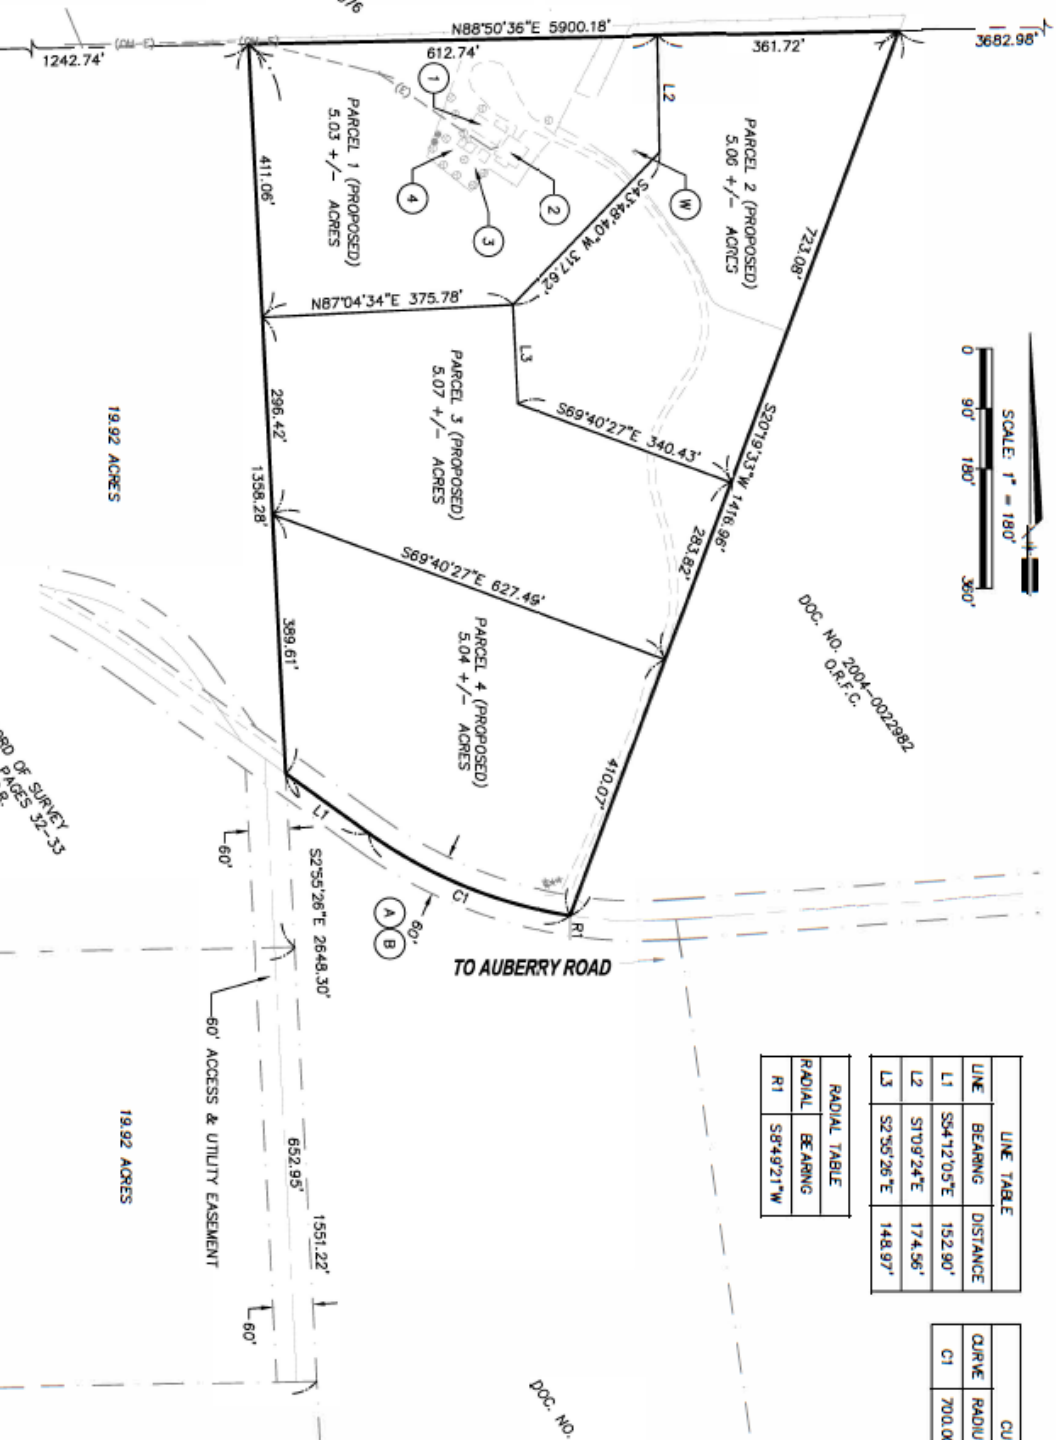 N88°50'36"E 5900.18'
1242.74'
612.74'
361.72'
3682.98'
L2
PARCEL 1 (PROPOSED)
5.03 +/- ACRES
1
2
3
4
W
PARCEL 2 (PROPOSED)
5.06 +/- ACRES
411.06'
S43°48'40"W 317.62'
723.08'
N87°04'34"E 375.78'
L3
PARCEL 3 (PROPOSED)
5.07 +/- ACRES
S69°40'27"E 340.43'
S20°19'33"W 1416.96'
SCALE: 1" = 180'
0 90' 180' 360'
296.42'
1358.28'
19.92 ACRES
283.82'
S69°40'27"E 627.49'
DOC. NO. 2004-0022982
O.R.F.C.
389.61'
PARCEL 4 (PROPOSED)
5.04 +/- ACRES
410.07'
OF SURVEY
PAGES 32-33
L1
C1
R1
60'
A
B
60'
TO AUBERRY ROAD
S2°55'26"E 2648.30'
60' ACCESS & UTILITY EASEMENT
652.95'
1551.22'
60'
19.92 ACRES
DOC. NO.
LINE TABLE
LINE BEARING DISTANCE
L1 S54°12'05"E 152.90'
L2 S1°09'24"E 174.56'
L3 S2°55'26"E 148.97'
RADIAL TABLE
RADIAL BEARING
R1 S8°49'21"W
CURVE
C1